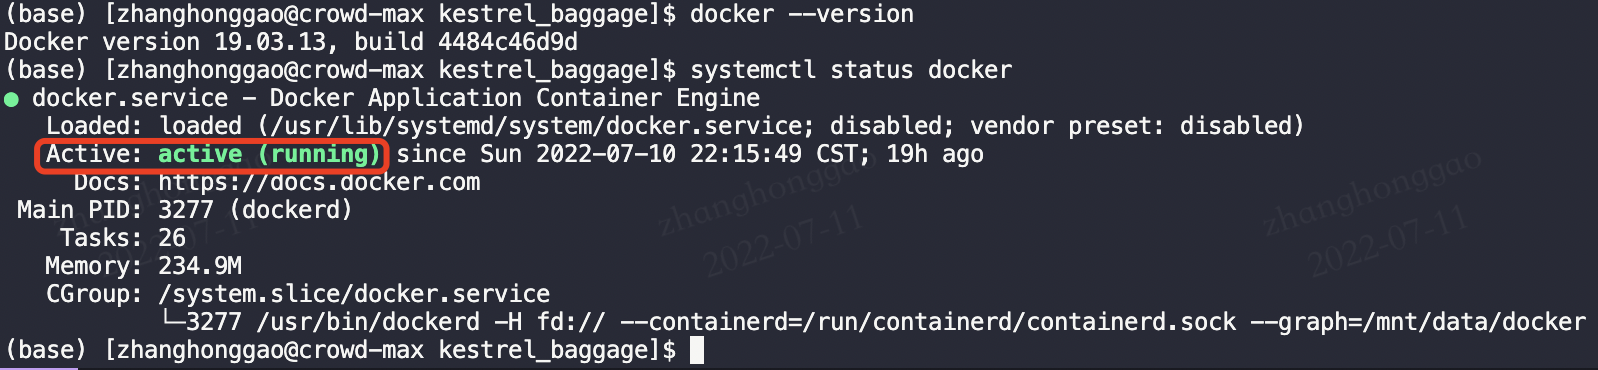 (base) [zhanghonggao@crowd-max kestrel_baggage]$ docker --version
Docker version 19.03.13, build 4484c46d9d
(base) [zhanghonggao@crowd-max kestrel_baggage]$ systemctl status docker
● docker.service - Docker Application Container Engine
   Loaded: loaded (/usr/lib/systemd/system/docker.service; disabled; vendor preset: disabled)
   Active: active (running) since Sun 2022-07-10 22:15:49 CST; 19h ago
     Docs: https://docs.docker.com
 Main PID: 3277 (dockerd)
    Tasks: 26
   Memory: 234.9M
   CGroup: /system.slice/docker.service
           └─3277 /usr/bin/dockerd -H fd:// --containerd=/run/containerd/containerd.sock --graph=/mnt/data/docker
(base) [zhanghonggao@crowd-max kestrel_baggage]$
zhanghonggao
2022-07-11
zhanghonggao
2022-07-11